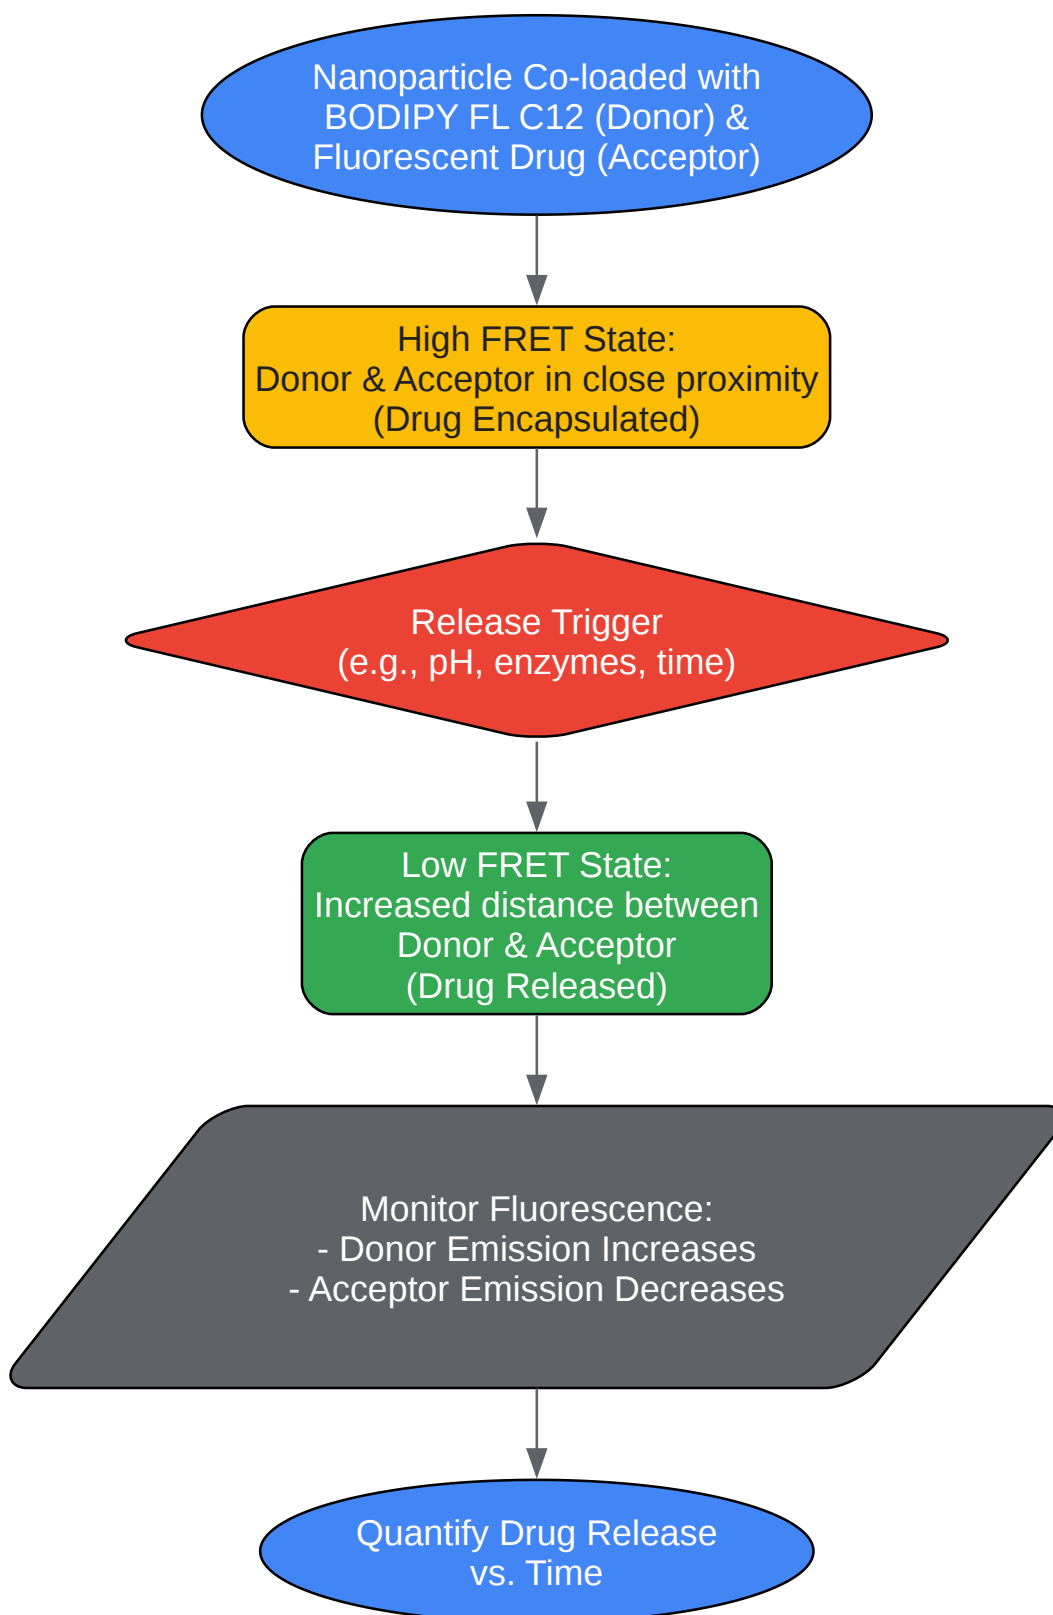 Nanoparticle Co-loaded with
BODIPY FL C12 (Donor) &
Fluorescent Drug (Acceptor)
High FRET State:
Donor & Acceptor in close proximity
(Drug Encapsulated)
Release Trigger
(e.g., pH, enzymes, time)
Low FRET State:
Increased distance between
Donor & Acceptor
(Drug Released)
Monitor Fluorescence:
- Donor Emission Increases
- Acceptor Emission Decreases
Quantify Drug Release
vs. Time